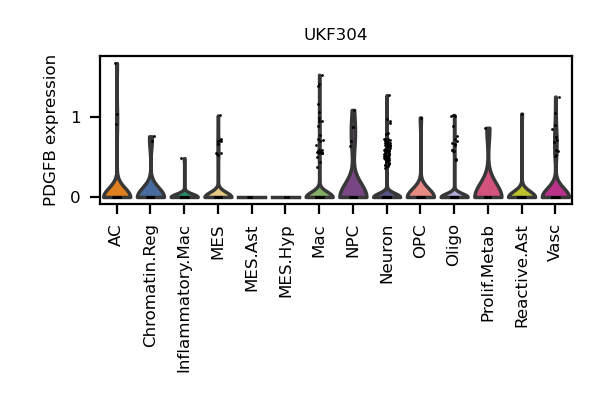 UKF304
PDGFB expression
1
0
AC
Chromatin.Reg
Inflammatory.Mac
MES
MES.Ast
MES.Hyp
Mac
NPC
Neuron
OPC
Oligo
Prolif.Metab
Reactive.Ast
Vasc